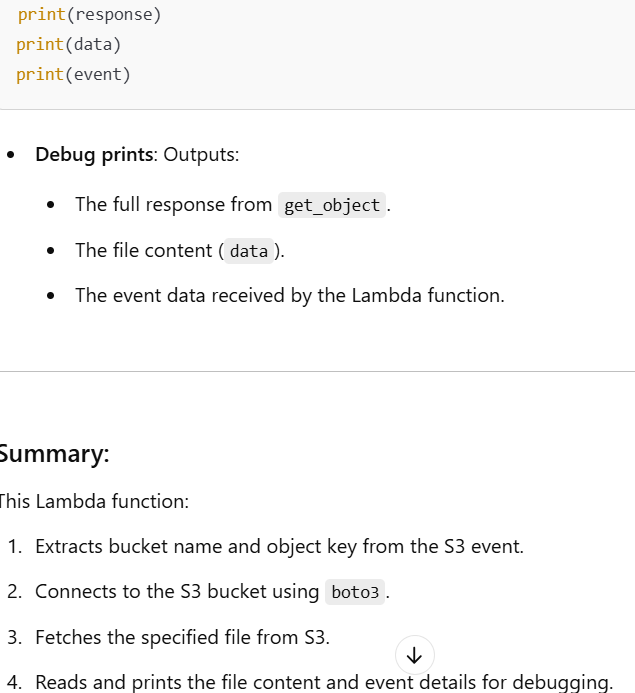 print(response)
print(data)
print(event)
Debug prints: Outputs:
The full response from get_object.
The file content (data).
The event data received by the Lambda function.
Summary:
This Lambda function:
1. Extracts bucket name and object key from the S3 event.
2. Connects to the S3 bucket using boto3.
3. Fetches the specified file from S3.
4. Reads and prints the file content and event details for debugging.